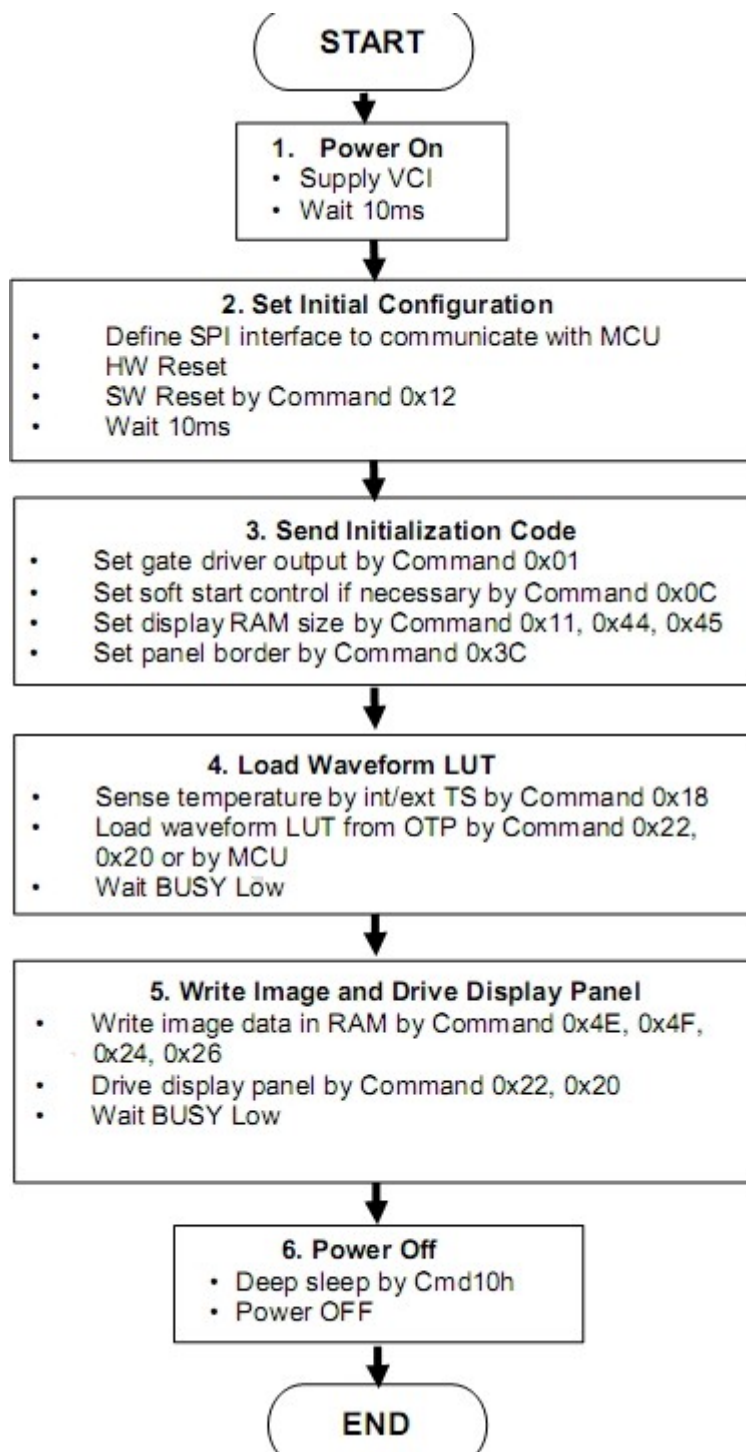 START
1. Power On
• Supply VCI
• Wait 10ms
2. Set Initial Configuration
• Define SPI interface to communicate with MCU
• HW Reset
• SW Reset by Command 0x12
• Wait 10ms
3. Send Initialization Code
• Set gate driver output by Command 0x01
• Set soft start control if necessary by Command 0x0C
• Set display RAM size by Command 0x11, 0x44, 0x45
• Set panel border by Command 0x3C
4. Load Waveform LUT
• Sense temperature by int/ext TS by Command 0x18
• Load waveform LUT from OTP by Command 0x22,
0x20 or by MCU
• Wait BUSY Low
5. Write Image and Drive Display Panel
• Write image data in RAM by Command 0x4E, 0x4F,
0x24, 0x26
• Drive display panel by Command 0x22, 0x20
• Wait BUSY Low
6. Power Off
• Deep sleep by Cmd10h
• Power OFF
END